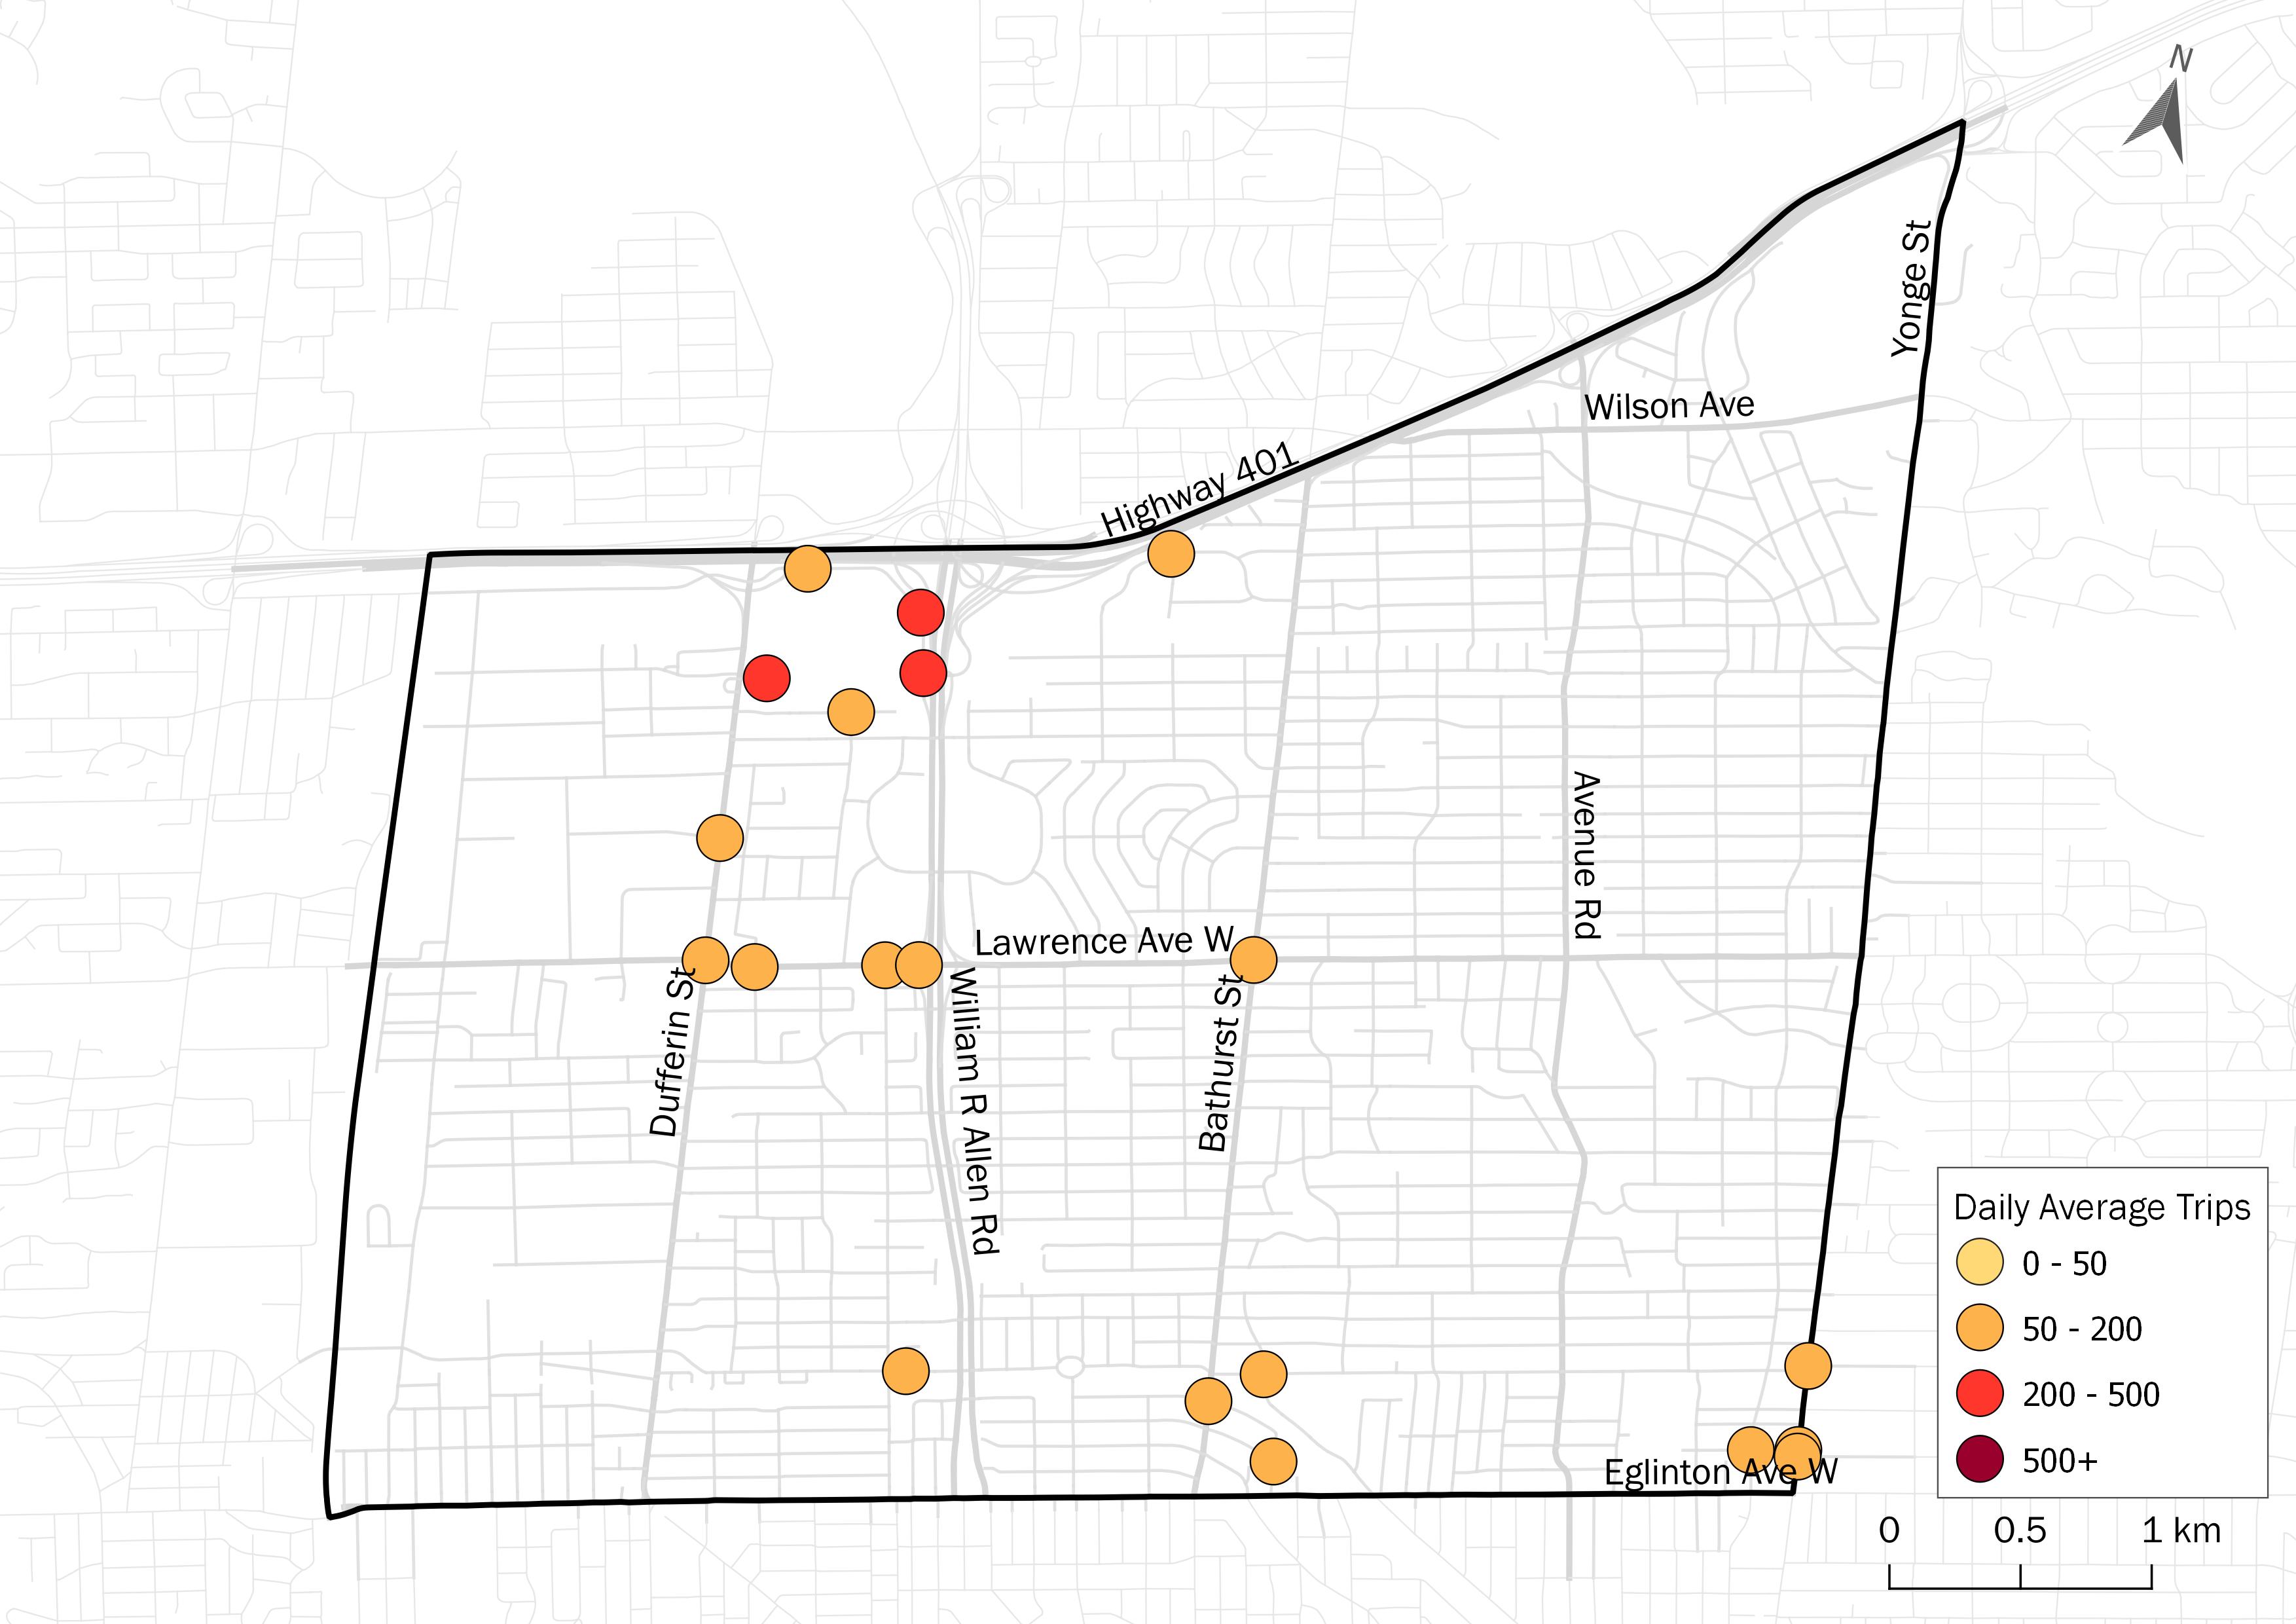 N
Yonge St
Wilson Ave
Highway 401
Avenue Rd
Lawrence Ave W
Dufferin St
William R Allen Rd
Bathurst St
Eglinton Ave W
Daily Average Trips
0 - 50
50 - 200
200 - 500
500+
0 0.5 1 km